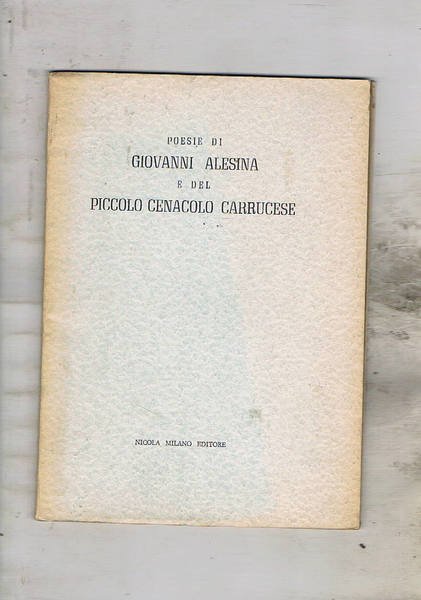 POESIE DI
GIOVANNI ALESINA
E DEL
PICCOLO CENACOLO CARRUCESE
NICOLA MILANO EDITORE